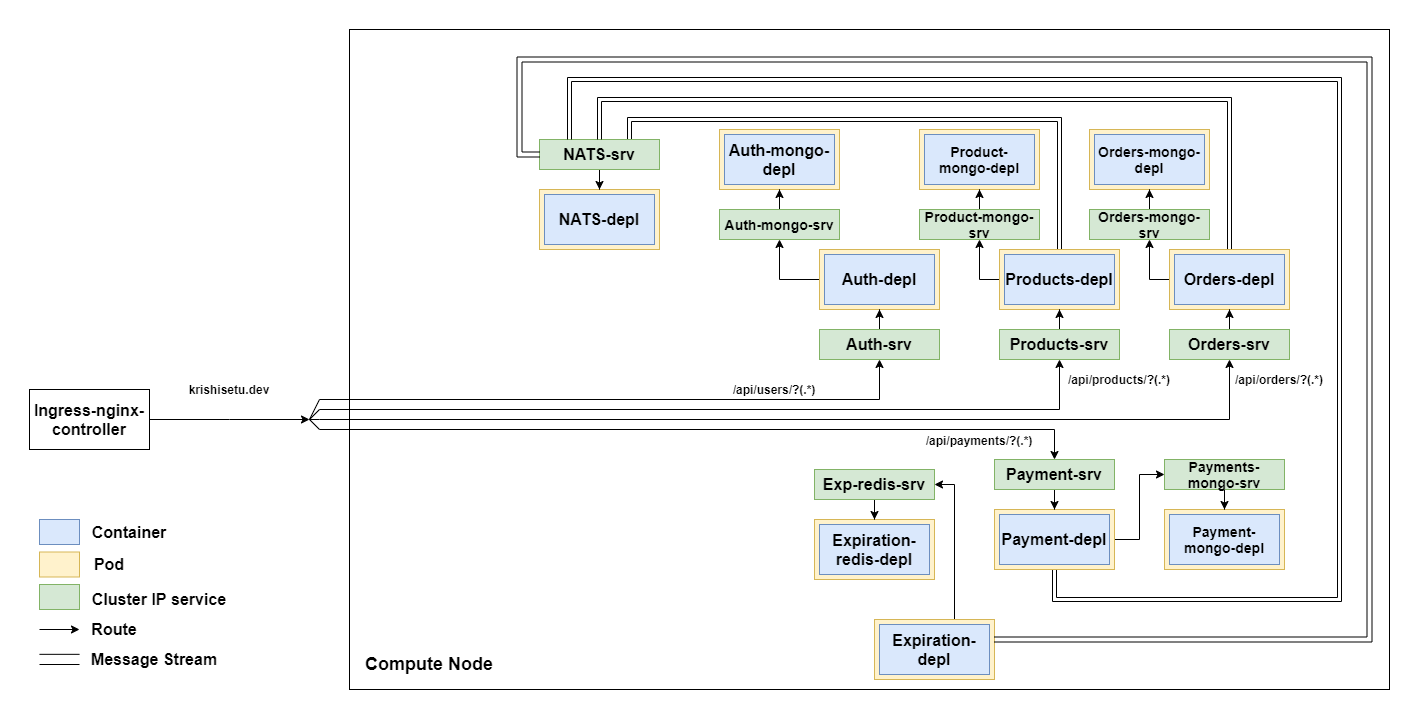 NATS-srv
NATS-depl
Auth-mongo-
depl
Product-
mongo-depl
Orders-mongo-
depl
Auth-mongo-srv
Product-mongo-
srv
Orders-mongo-
srv
Auth-depl
Products-depl
Orders-depl
Auth-srv
Products-srv
Orders-srv
krishisetu.dev
/api/users/?(.*)
/api/products/?(.*)
/api/orders/?(.*)
Ingress-nginx-
controller
/api/payments/?(.*)
Exp-redis-srv
Payment-srv
Payments-
mongo-srv
Expiration-
redis-depl
Payment-depl
Payment-
mongo-depl
Expiration-
depl
Container
Pod
Cluster IP service
Route
Message Stream
Compute Node